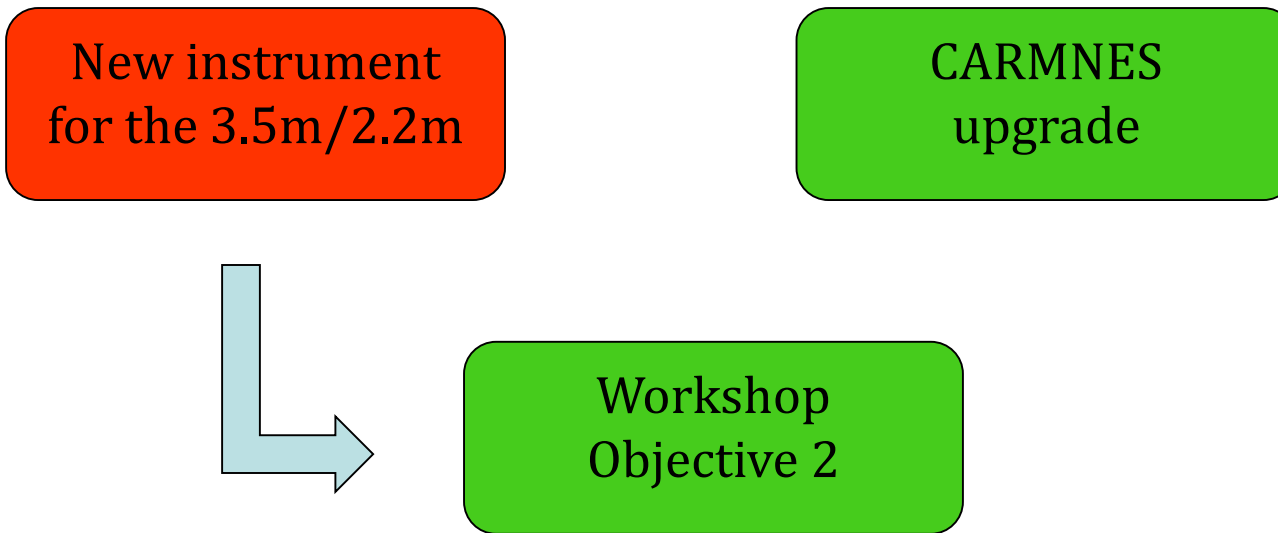 New instrument
for the 3.5m/2.2m
CARMNES
upgrade
Workshop
Objective 2